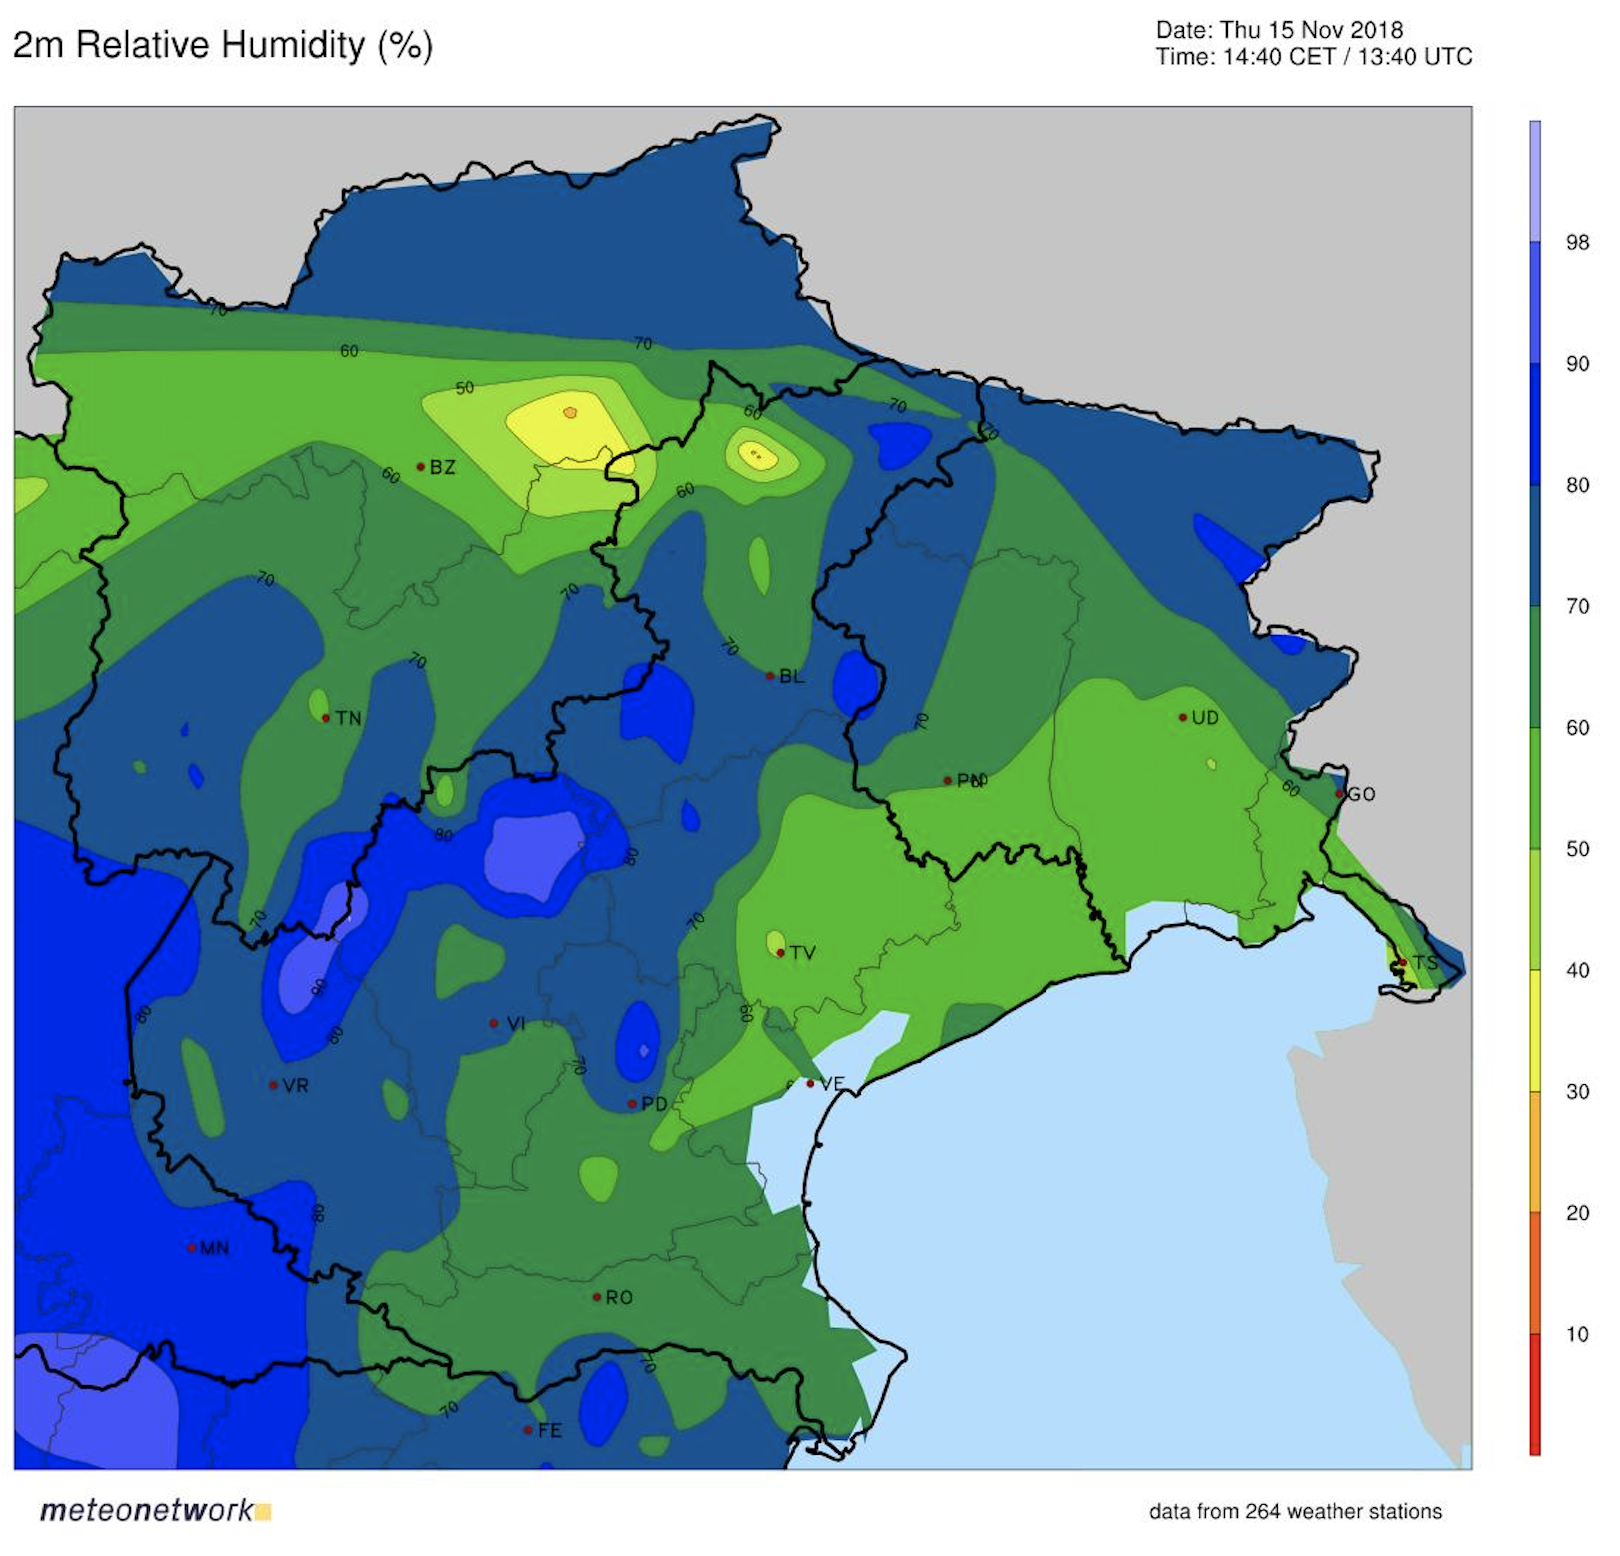 2m Relative Humidity (%)
Date: Thu 15 Nov 2018
Time: 14:40 CET / 13:40 UTC
98
90
80
70
60
50
40
30
20
10
70
70
60
50
60
70
70
60
BZ
60
70
70
70
70
BL
TN
70
UD
PN
60
GO
80
80
70
70
TV
TS
90
80
60
VI
80
70
VR
VE
PD
80
MN
RO
70
70
FE
meteonetwork
data from 264 weather stations